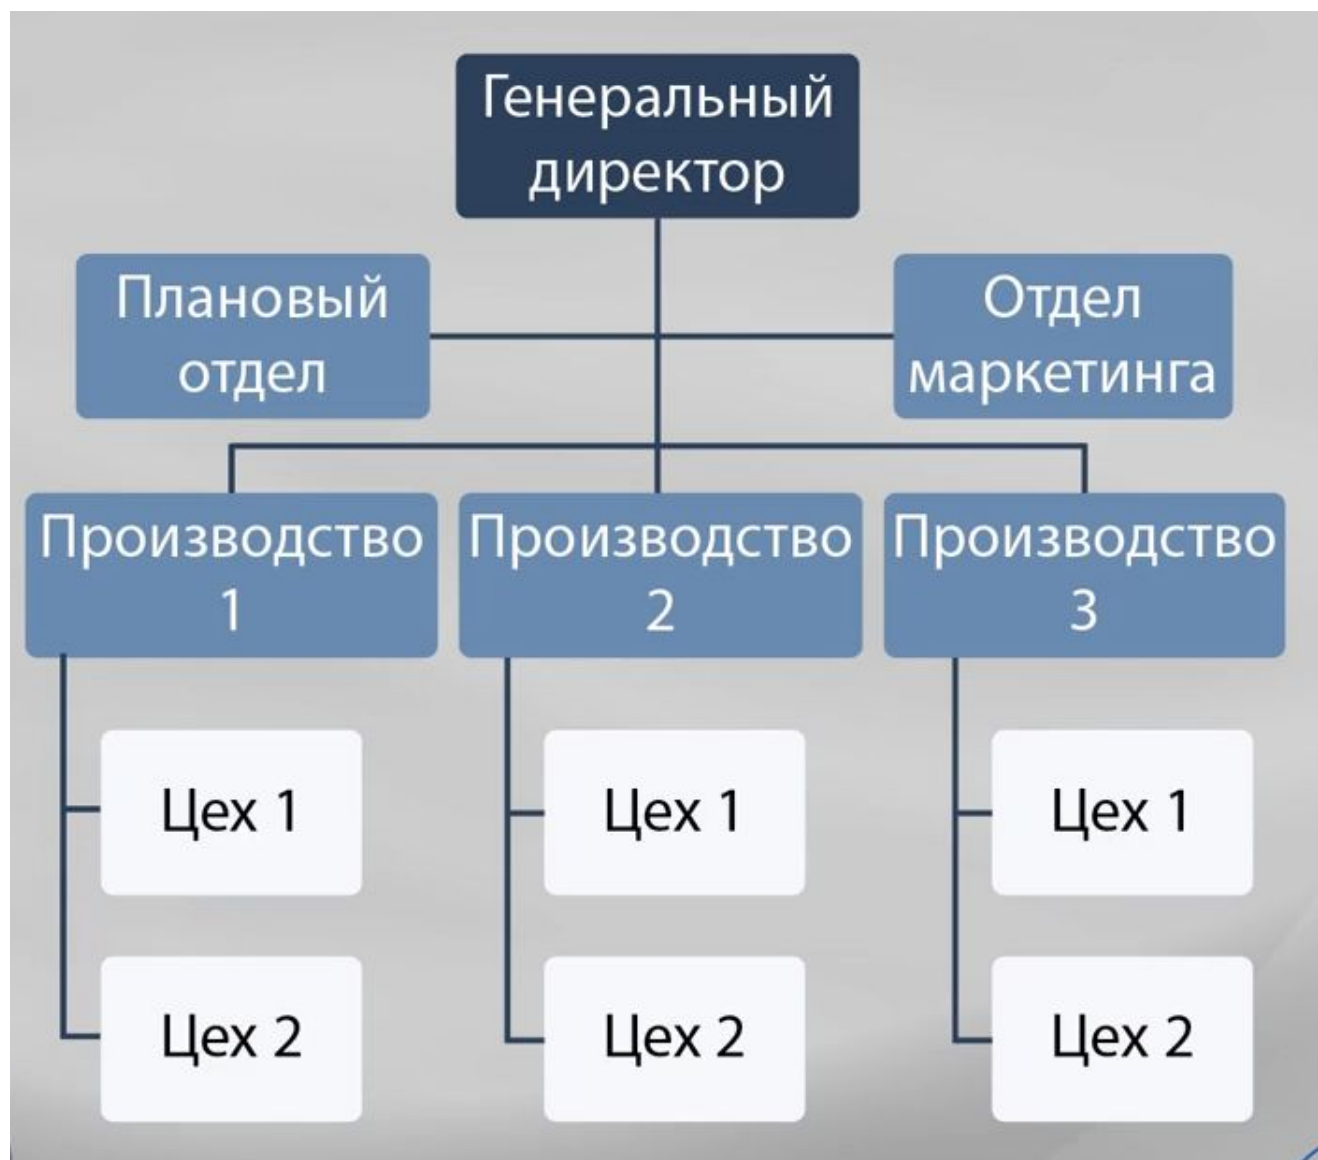 Генеральный
директор
Плановый
отдел
Отдел
маркетинга
Производство
1
Производство
2
Производство
3
Цех 1
Цех 1
Цех 1
Цех 2
Цех 2
Цех 2